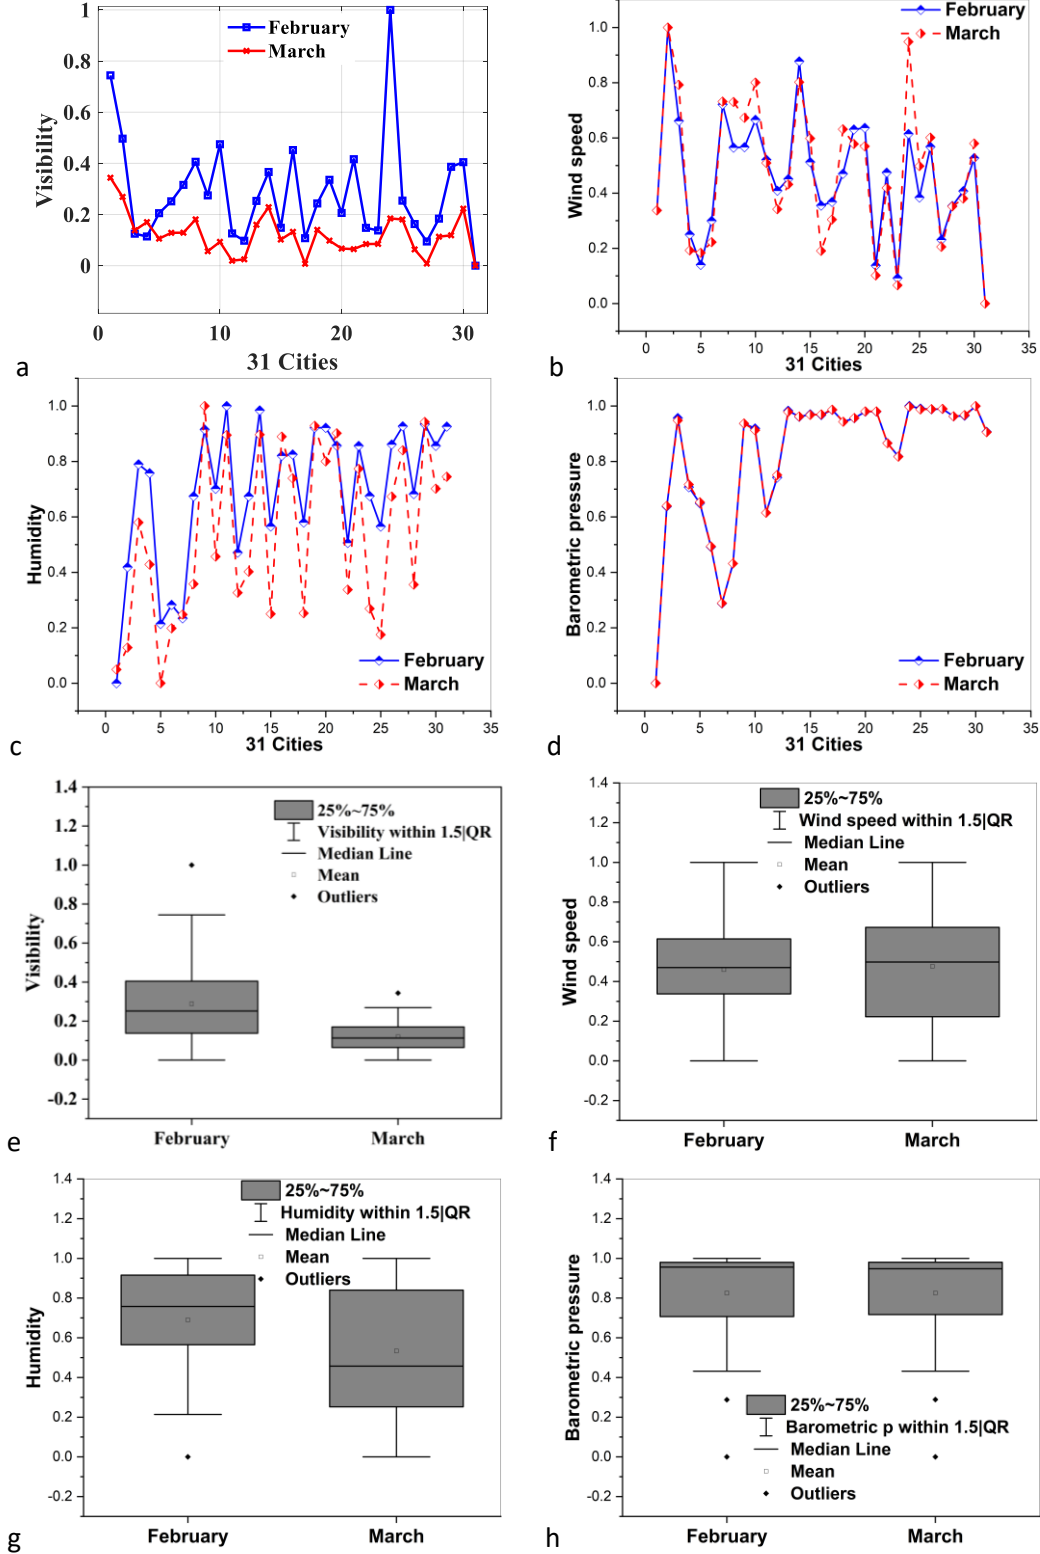 1
0.8
0.6
0.4
0.2
0
Visibility
February
March
0
10
20
30
31 Cities
a
1.0
0.8
0.6
0.4
0.2
0.0
Wind speed
February
March
0
5
10
15
20
25
30
35
31 Cities
b
1.0
0.8
0.6
0.4
0.2
0.0
Humidity
February
March
0
5
10
15
20
25
30
35
31 Cities
c
1.0
0.8
0.6
0.4
0.2
0.0
Barometric pressure
February
March
0
5
10
15
20
25
30
35
31 Cities
d
1.4
1.2
1.0
0.8
0.6
0.4
0.2
0.0
-0.2
Visibility
25%~75%
Visibility within 1.5|QR
Median Line
Mean
Outliers
February
March
e
1.4
1.2
1.0
0.8
0.6
0.4
0.2
0.0
-0.2
Wind speed
25%~75%
Wind speed within 1.5|QR
Median Line
Mean
Outliers
February
March
f
1.4
1.2
1.0
0.8
0.6
0.4
0.2
0.0
-0.2
Humidity
25%~75%
Humidity within 1.5|QR
Median Line
Mean
Outliers
February
March
g
1.4
1.2
1.0
0.8
0.6
0.4
0.2
0.0
-0.2
Barometric pressure
25%~75%
Barometric p within 1.5|QR
Median Line
Mean
Outliers
February
March
h